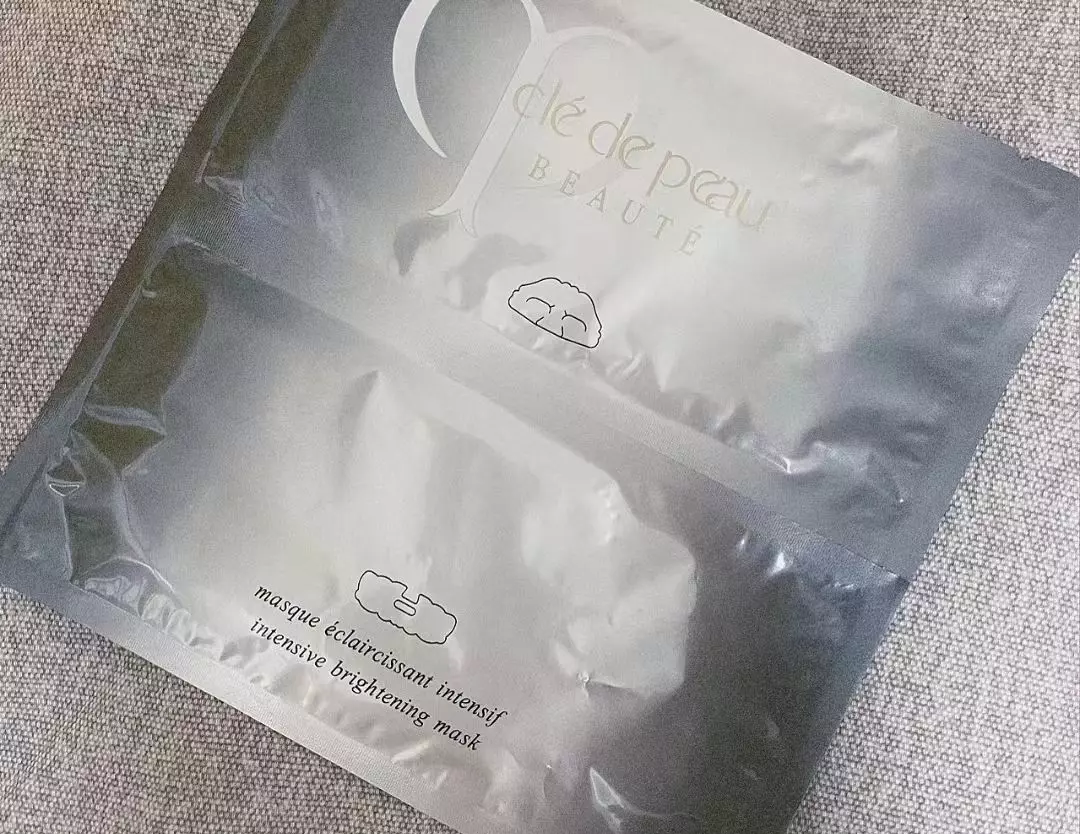 clé de peau
BEAUTÉ
masque éclaircissant intensif
intensive brightening mask